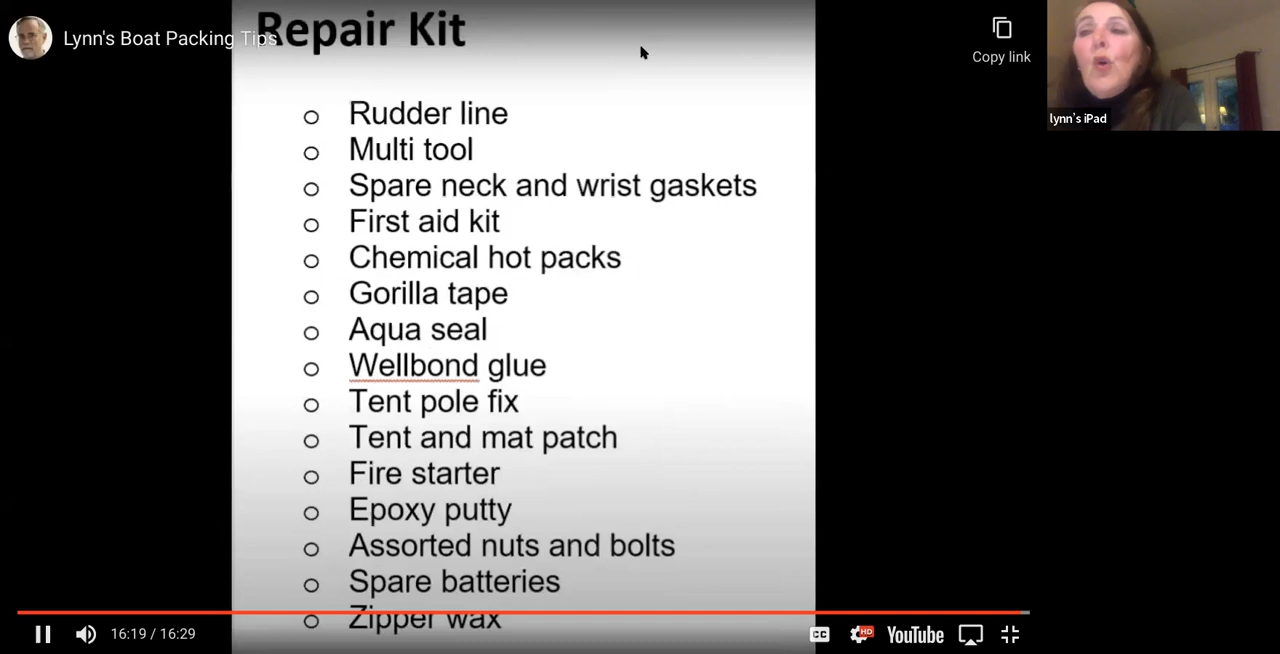 Lynn's Boat Packing Tips
Repair Kit
Copy link
lynn's iPad
Rudder line
Multi tool
Spare neck and wrist gaskets
First aid kit
Chemical hot packs
Gorilla tape
Aqua seal
Wellbond glue
Tent pole fix
Tent and mat patch
Fire starter
Epoxy putty
Assorted nuts and bolts
Spare batteries
Zipper wax
16:19 / 16:29
CC
HD
YouTube